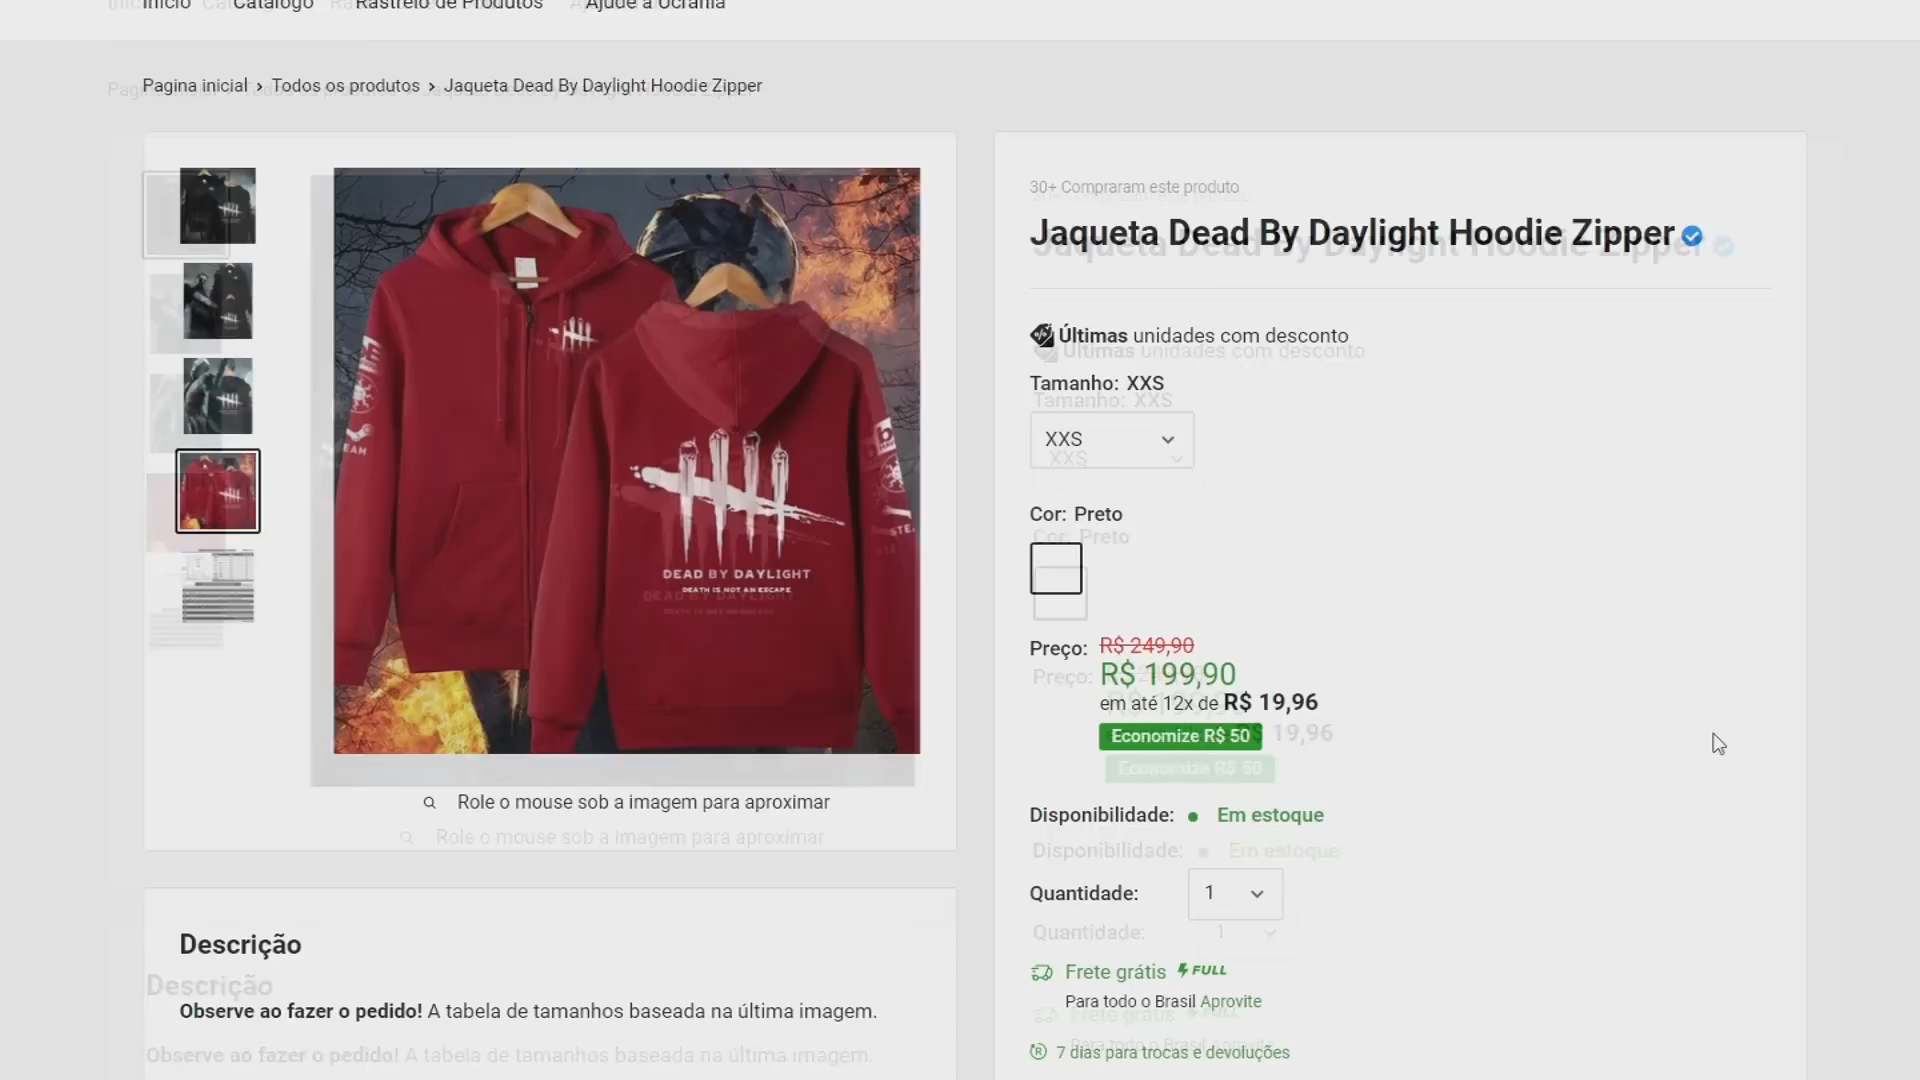 Início Catálogo Rastreio de Produtos Ajude a Ucrânia
Pagina inicial › Todos os produtos › Jaqueta Dead By Daylight Hoodie Zipper
30+ Compraram este produto
Jaqueta Dead By Daylight Hoodie Zipper
Últimas unidades com desconto
Tamanho: XXS
XXS
Cor: Preto
Preço: R$ 249,90
R$ 199,90
em até 12x de R$ 19,96
Economize R$ 50
Disponibilidade: Em estoque
Quantidade: 1
Frete grátis FULL
Para todo o Brasil Aprovite
7 dias para trocas e devoluções
DEAD BY DAYLIGHT
DEATH IS NOT AN ESCAPE
Role o mouse sob a imagem para aproximar
Descrição
Observe ao fazer o pedido! A tabela de tamanhos baseada na última imagem.